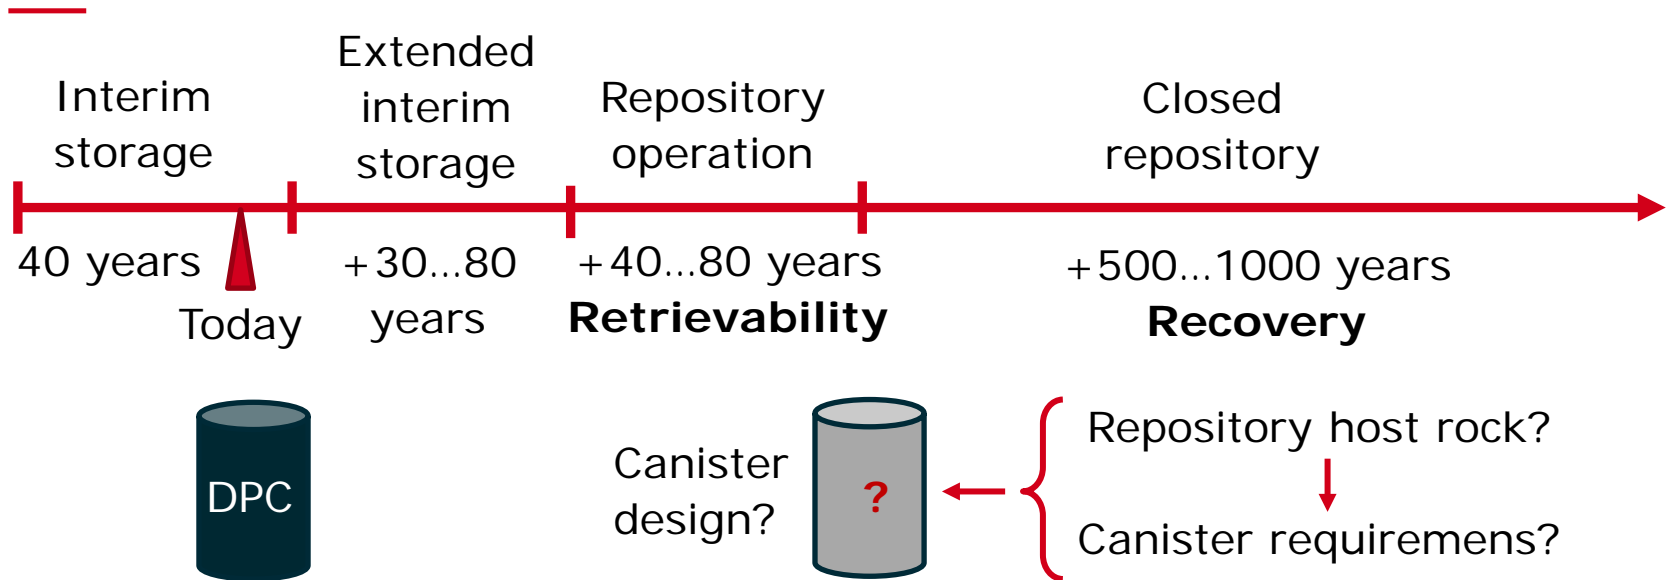 Interim
storage
Extended
interim
storage
Repository
operation
Closed
repository
40 years
Today
+30...80
years
+40...80 years
Retrievability
+500...1000 years
Recovery
DPC
Canister
design?
?
Repository host rock?
Canister requiremens?